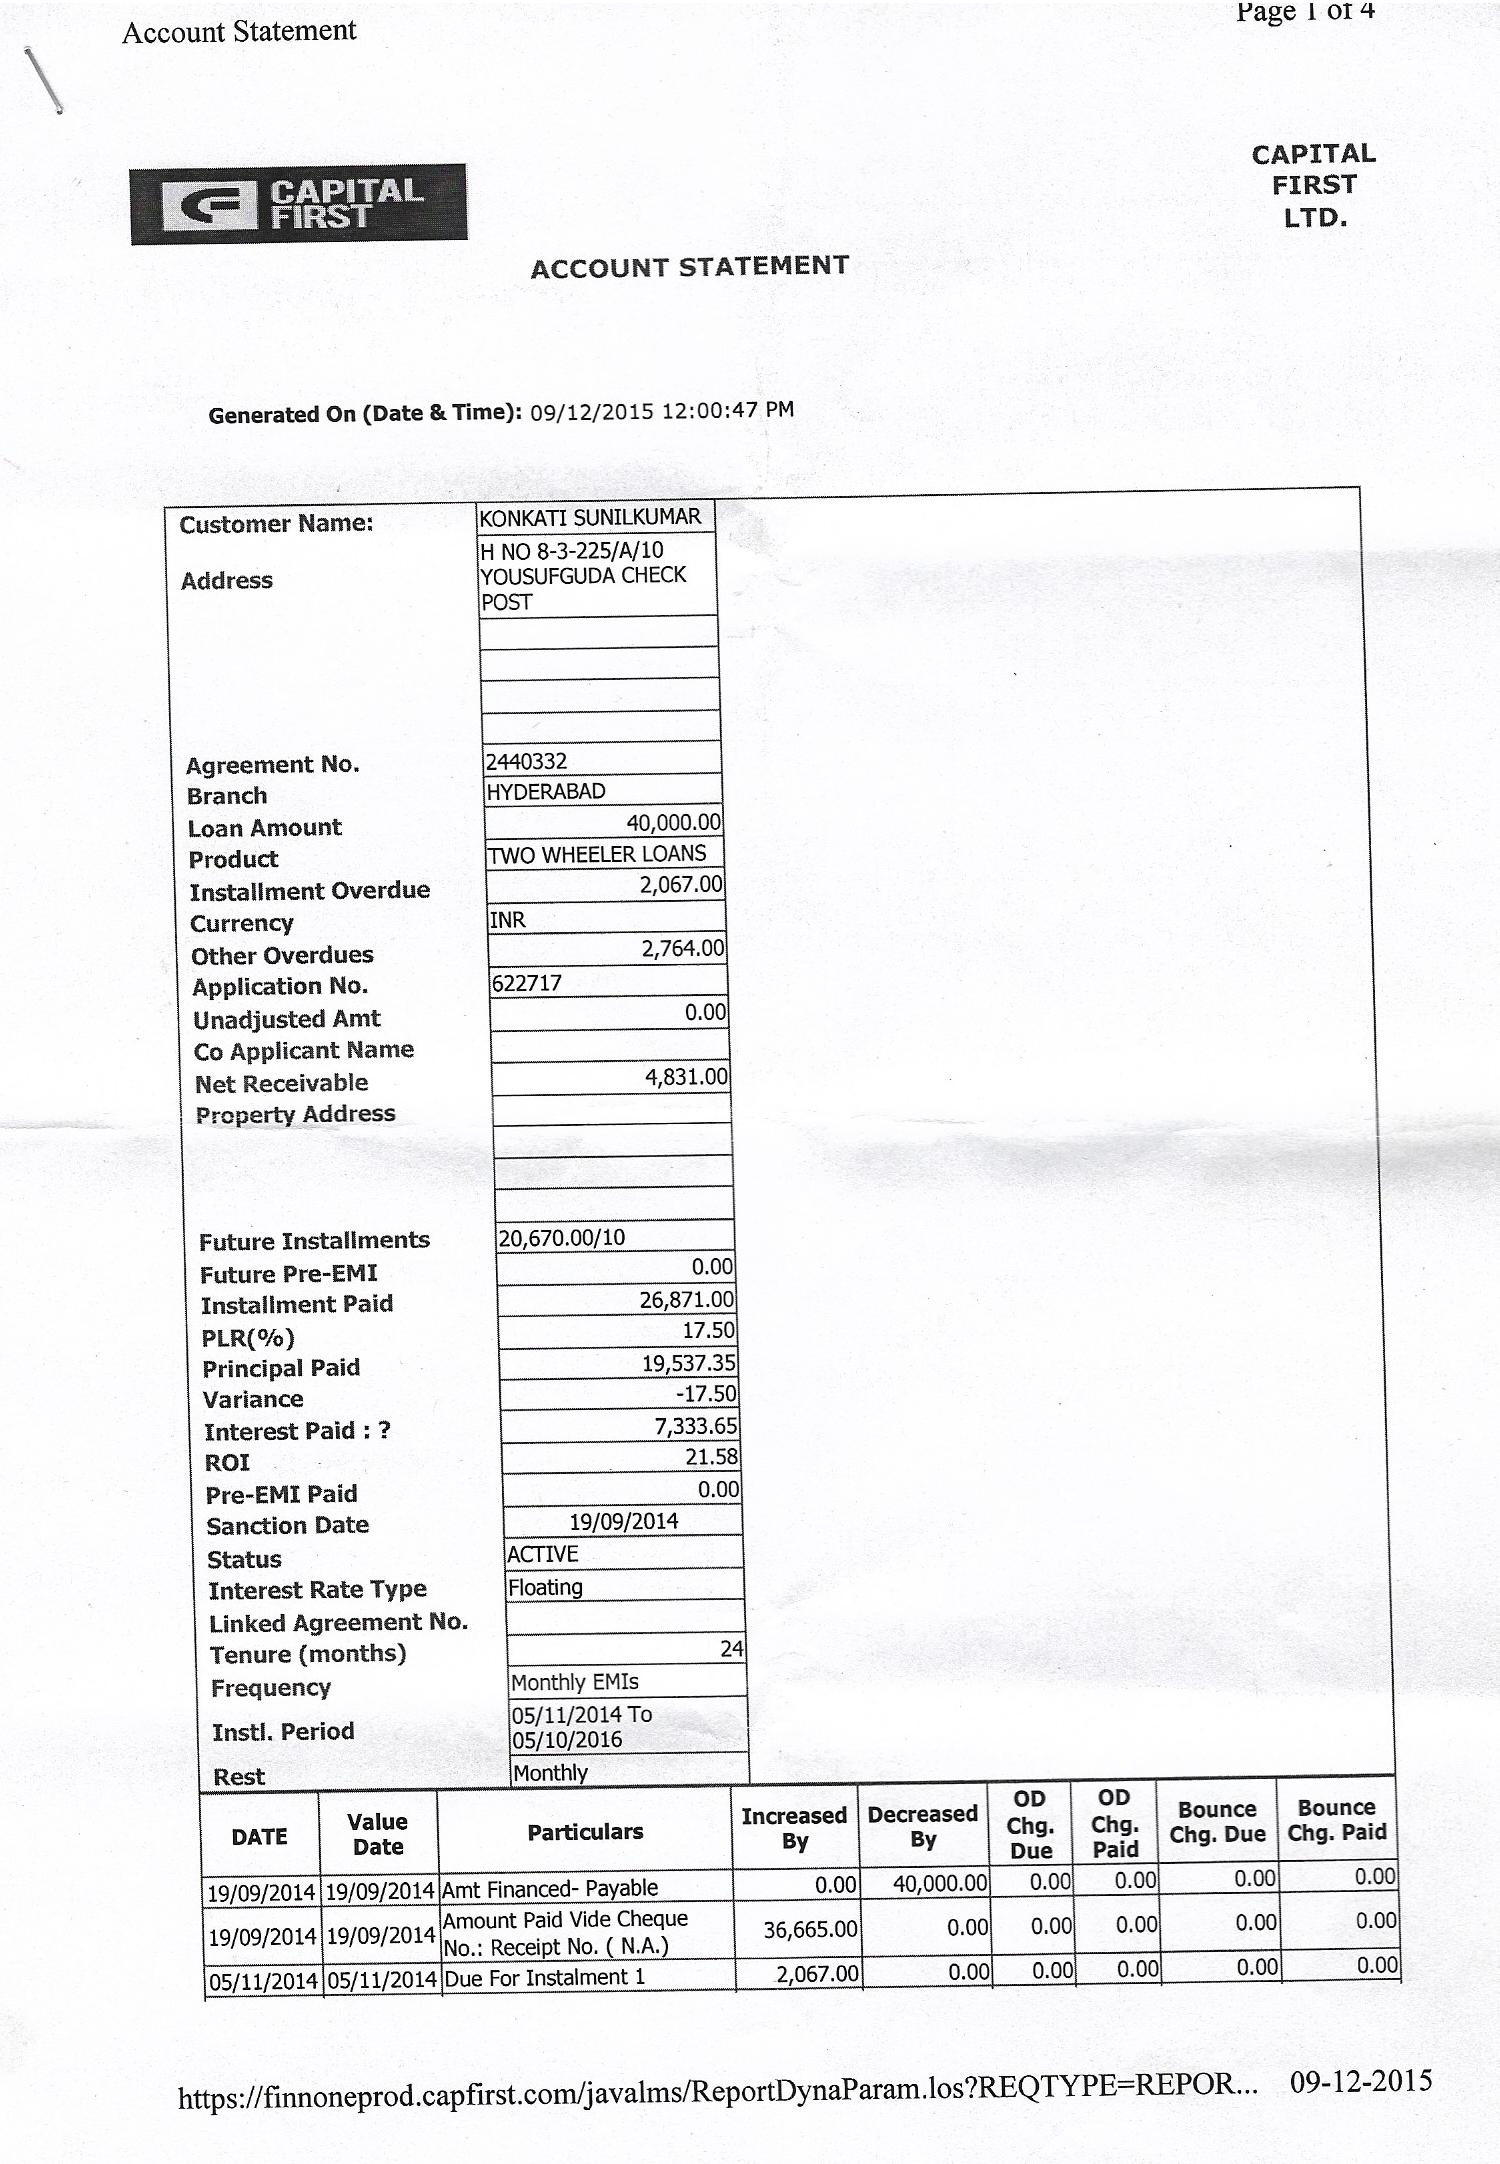 Account Statement
Page 1 of 4
CAPITAL
FIRST
CAPITAL
FIRST
LTD.
ACCOUNT STATEMENT
Generated On (Date & Time): 09/12/2015 12:00:47 PM
Customer Name: KONKATI SUNILKUMAR
Address H NO 8-3-225/A/10
YOUSUFGUDA CHECK
POST
Agreement No. 2440332
Branch HYDERABAD
Loan Amount 40,000.00
Product TWO WHEELER LOANS
Installment Overdue 2,067.00
Currency INR
Other Overdues 2,764.00
Application No. 622717
Unadjusted Amt 0.00
Co Applicant Name
Net Receivable 4,831.00
Property Address
Future Installments 20,670.00/10
Future Pre-EMI 0.00
Installment Paid 26,871.00
PLR(%) 17.50
Principal Paid 19,537.35
Variance -17.50
Interest Paid : ? 7,333.65
ROI 21.58
Pre-EMI Paid 0.00
Sanction Date 19/09/2014
Status ACTIVE
Interest Rate Type Floating
Linked Agreement No.
Tenure (months) 24
Frequency Monthly EMIs
Instl. Period 05/11/2014 To
05/10/2016
Rest Monthly
DATE Value Date Particulars Increased By Decreased By OD Chg. Due OD Chg. Paid Bounce Chg. Due Bounce Chg. Paid
19/09/2014 19/09/2014 Amt Financed- Payable 0.00 40,000.00 0.00 0.00 0.00 0.00
19/09/2014 19/09/2014 Amount Paid Vide Cheque No.: Receipt No. ( N.A.) 36,665.00 0.00 0.00 0.00 0.00 0.00
05/11/2014 05/11/2014 Due For Instalment 1 2,067.00 0.00 0.00 0.00 0.00 0.00
https://finnoneprod.capfirst.com/javalms/ReportDynaParam.los?REQTYPE=REPOR... 09-12-2015